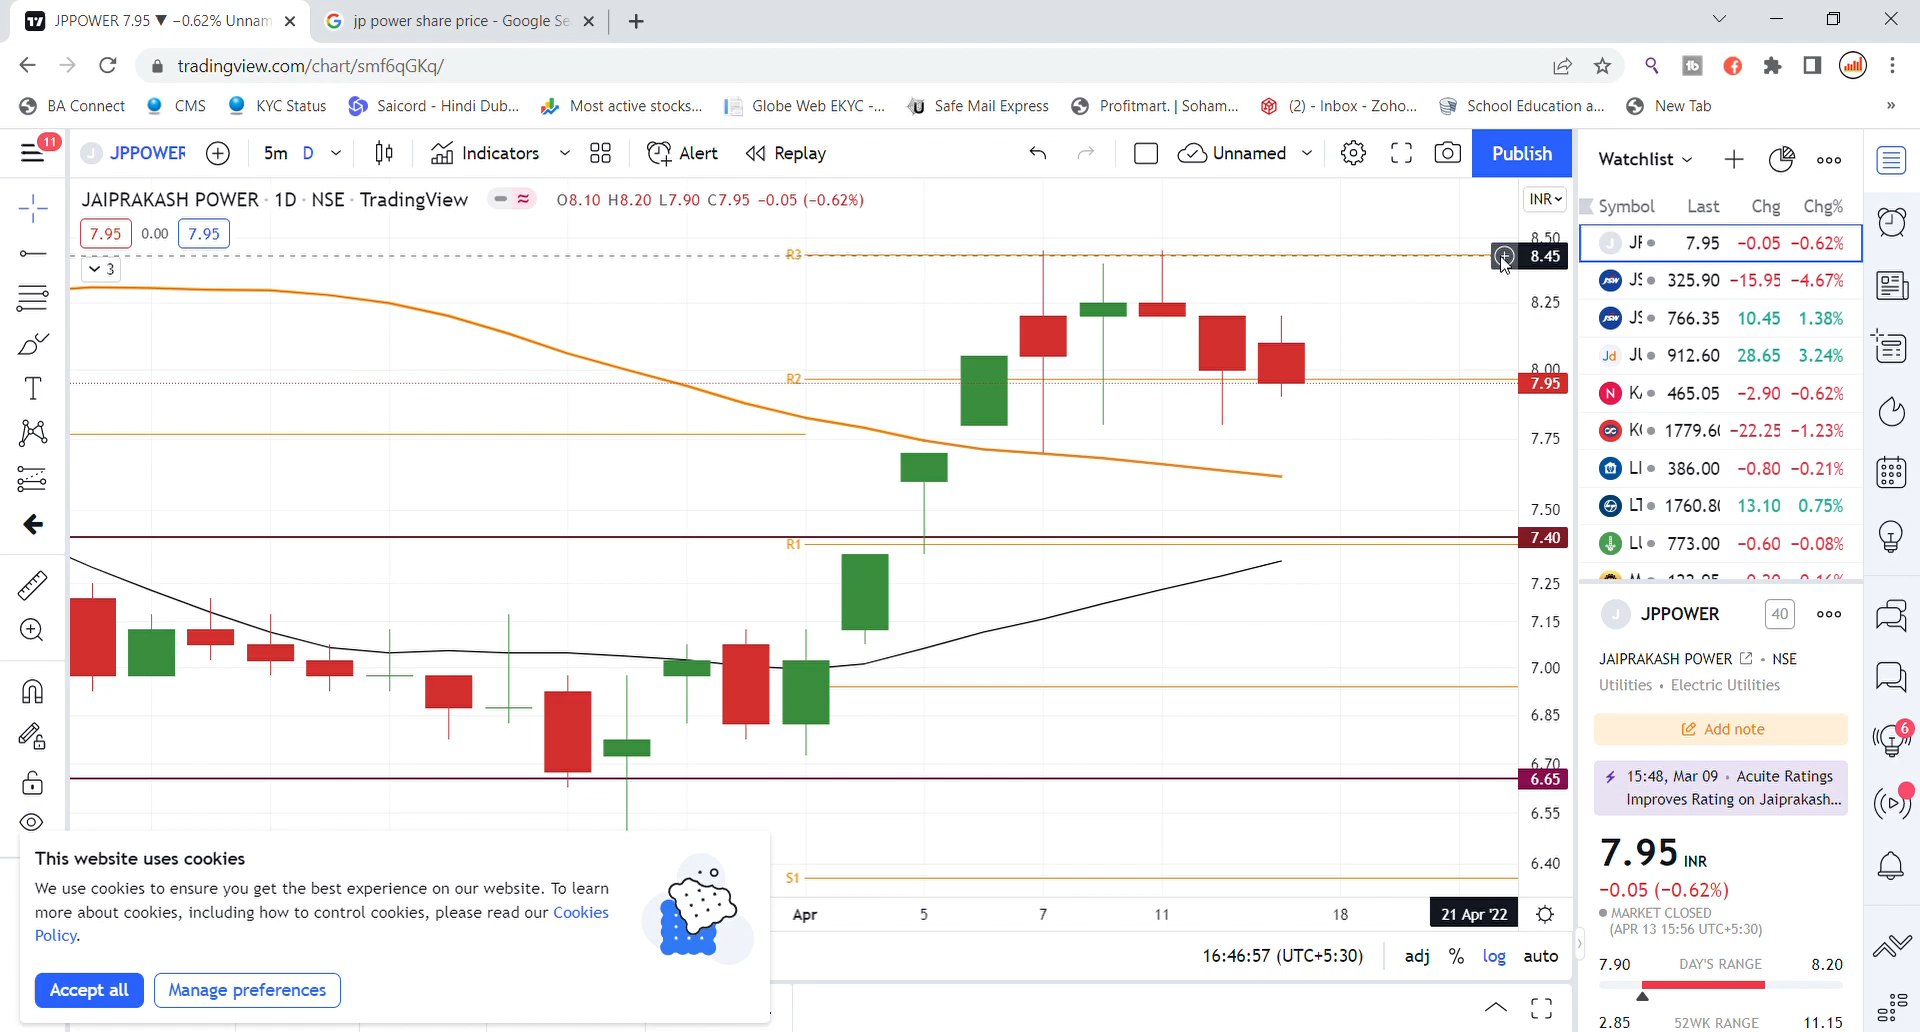 JPPOWER 7.95 ▼ −0.62% Unnam
jp power share price - Google Se
tradingview.com/chart/smf6qGKq/
BA Connect
CMS
KYC Status
Saicord - Hindi Dub...
Most active stocks...
Globe Web EKYC -...
Safe Mail Express
Profitmart. | Soham...
(2) - Inbox - Zoho...
School Education a...
New Tab
»
11
JPPOWER
5m
D
Indicators
Alert
Replay
Unnamed
Publish
Watchlist
JAIPRAKASH POWER · 1D · NSE · TradingView
O8.10 H8.20 L7.90 C7.95 −0.05 (−0.62%)
INR
7.95 0.00 7.95
3
Symbol Last Chg Chg%
7.95 −0.05 −0.62%
325.90 −15.95 −4.67%
766.35 10.45 1.38%
912.60 28.65 3.24%
465.05 −2.90 −0.62%
−22.25 −1.23%
LI 386.00 −0.80 −0.21%
13.10 0.75%
773.00 −0.60 −0.08%
R3
R2
R1
S1
8.50
8.45
8.25
8.00
7.95
7.75
7.50
7.40
7.25
7.15
7.00
6.85
6.70
6.65
6.55
6.40
Apr 5 7 11 18 21 Apr '22
16:46:57 (UTC+5:30) adj % log auto
JPPOWER
40
JAIPRAKASH POWER · NSE
Utilities • Electric Utilities
Add note
15:48, Mar 09 • Acuite Ratings
Improves Rating on Jaiprakash...
7.95 INR
−0.05 (−0.62%)
MARKET CLOSED
(APR 13 15:56 UTC+5:30)
7.90 DAY'S RANGE 8.20
2.85 52WK RANGE 11.15
6
This website uses cookies
We use cookies to ensure you get the best experience on our website. To learn
more about cookies, including how to control cookies, please read our Cookies
Policy.
Accept all
Manage preferences